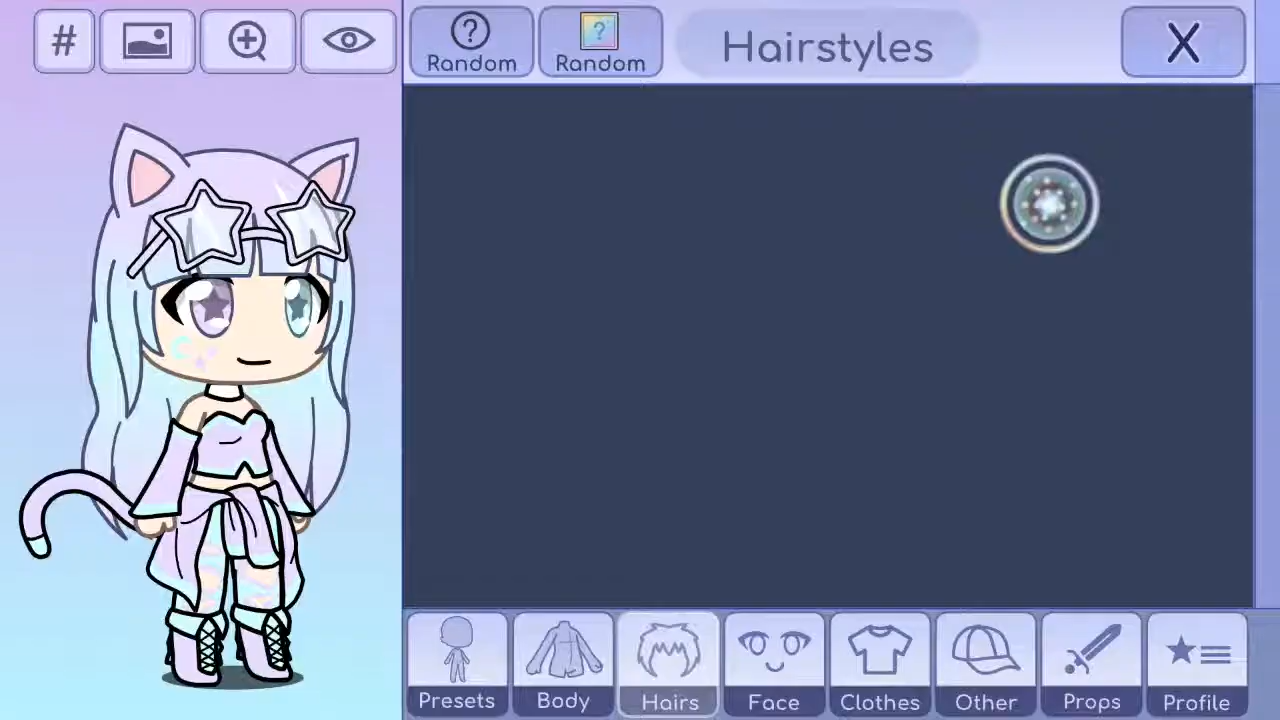 #
?
Random
?
Random
Hairstyles
X
Presets
Body
Hairs
Face
Clothes
Other
Props
Profile